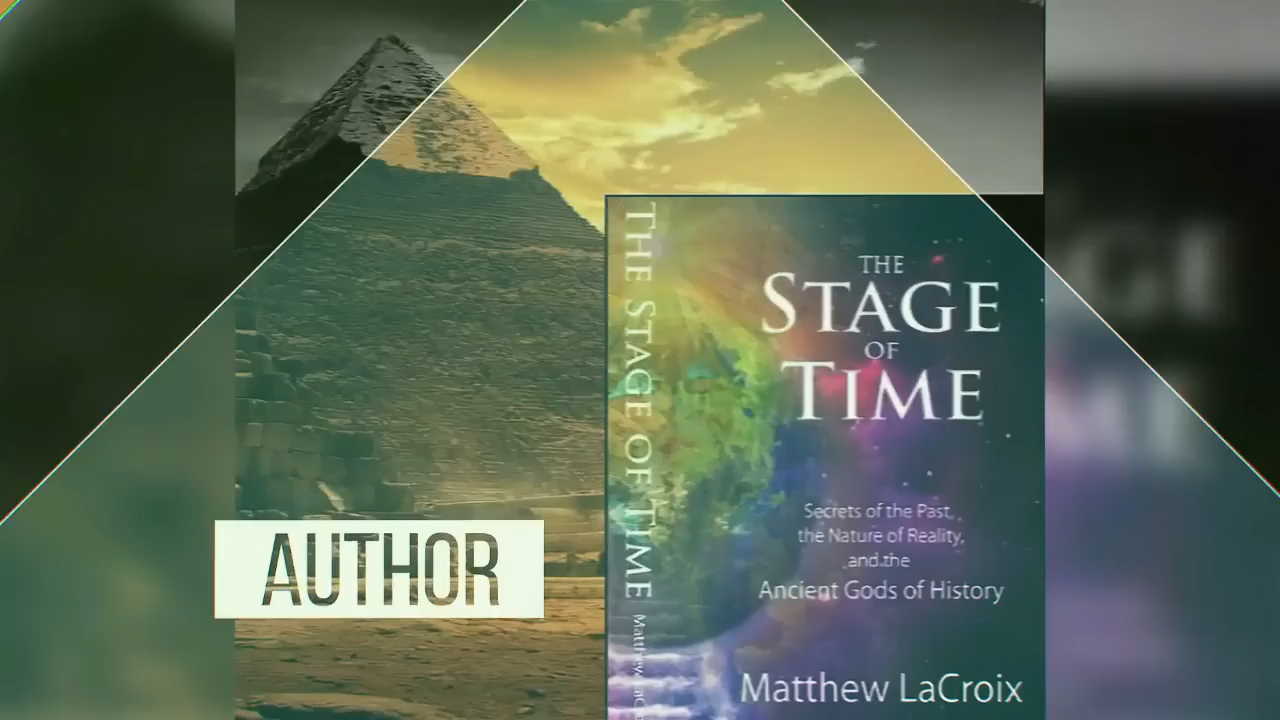 AUTHOR
THE STAGE OF TIME
THE
STAGE
OF
TIME
Secrets of the Past,
the Nature of Reality,
and the
Ancient Gods of History
Matthew LaCroix